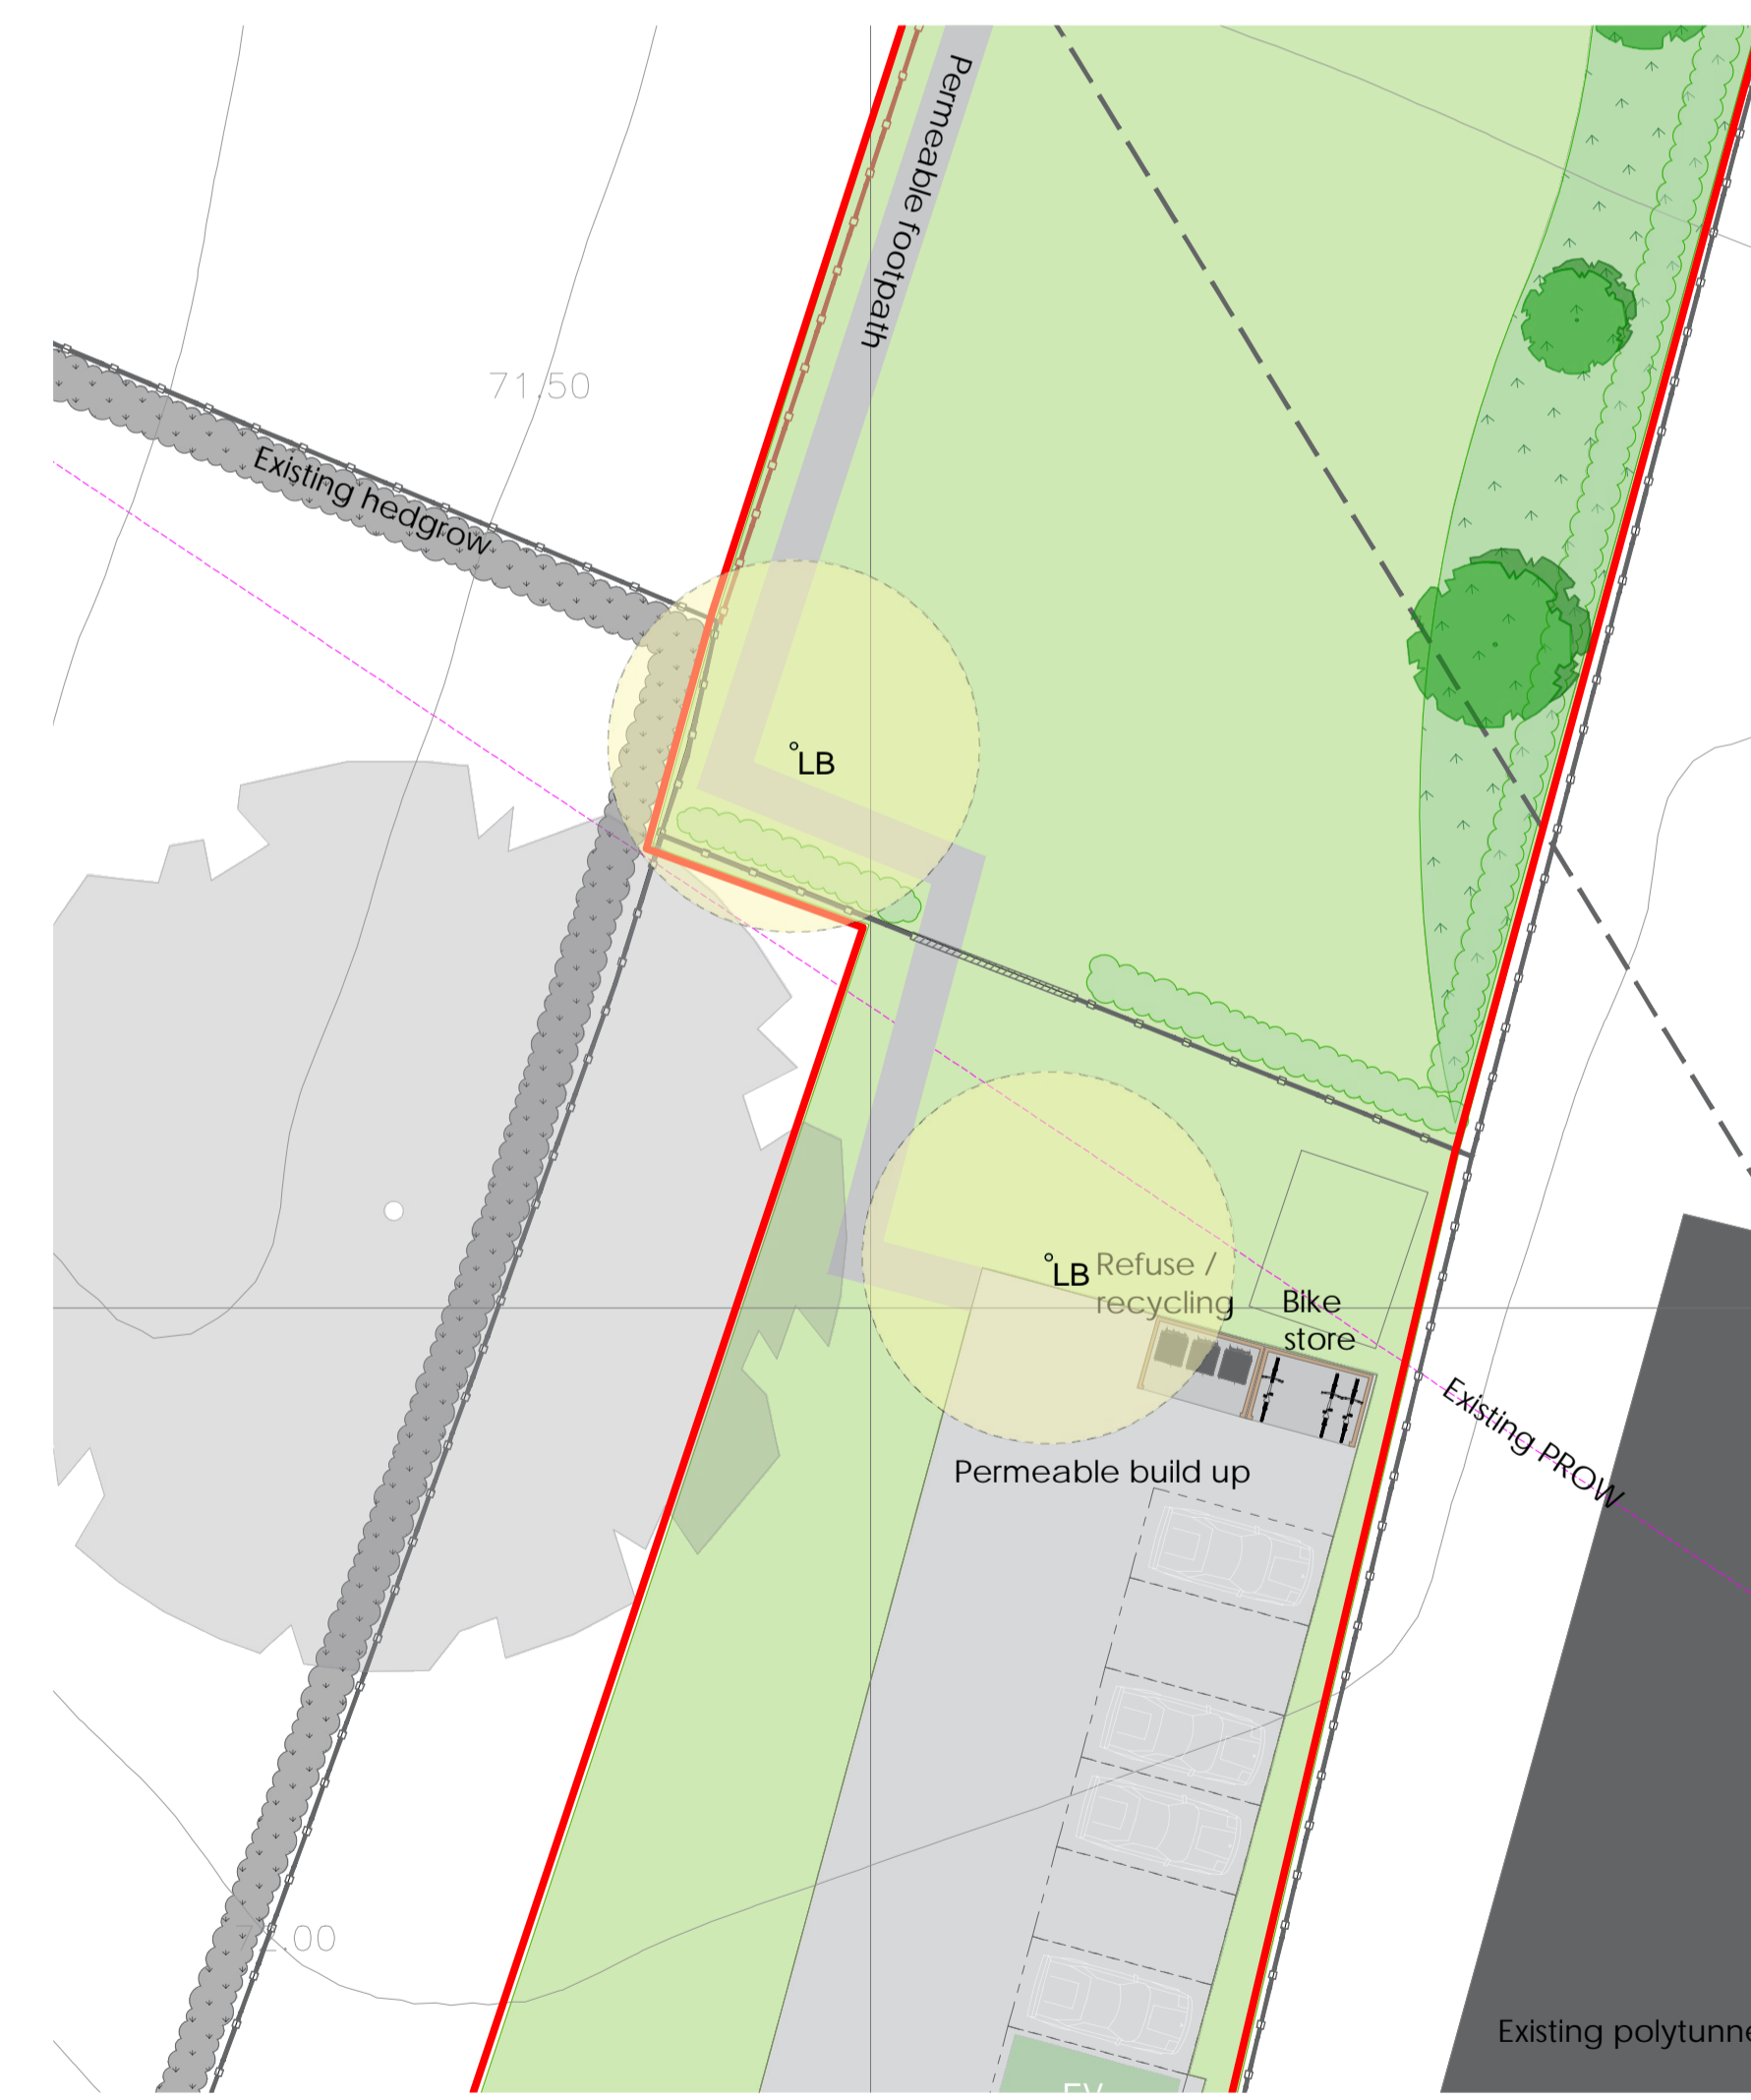 Permeable footpath
71.50
Existing hedgrow
LB
LB
Refuse /
recycling
Bike
store
Existing PROW
Permeable build up
.00
Existing polytunne
EV